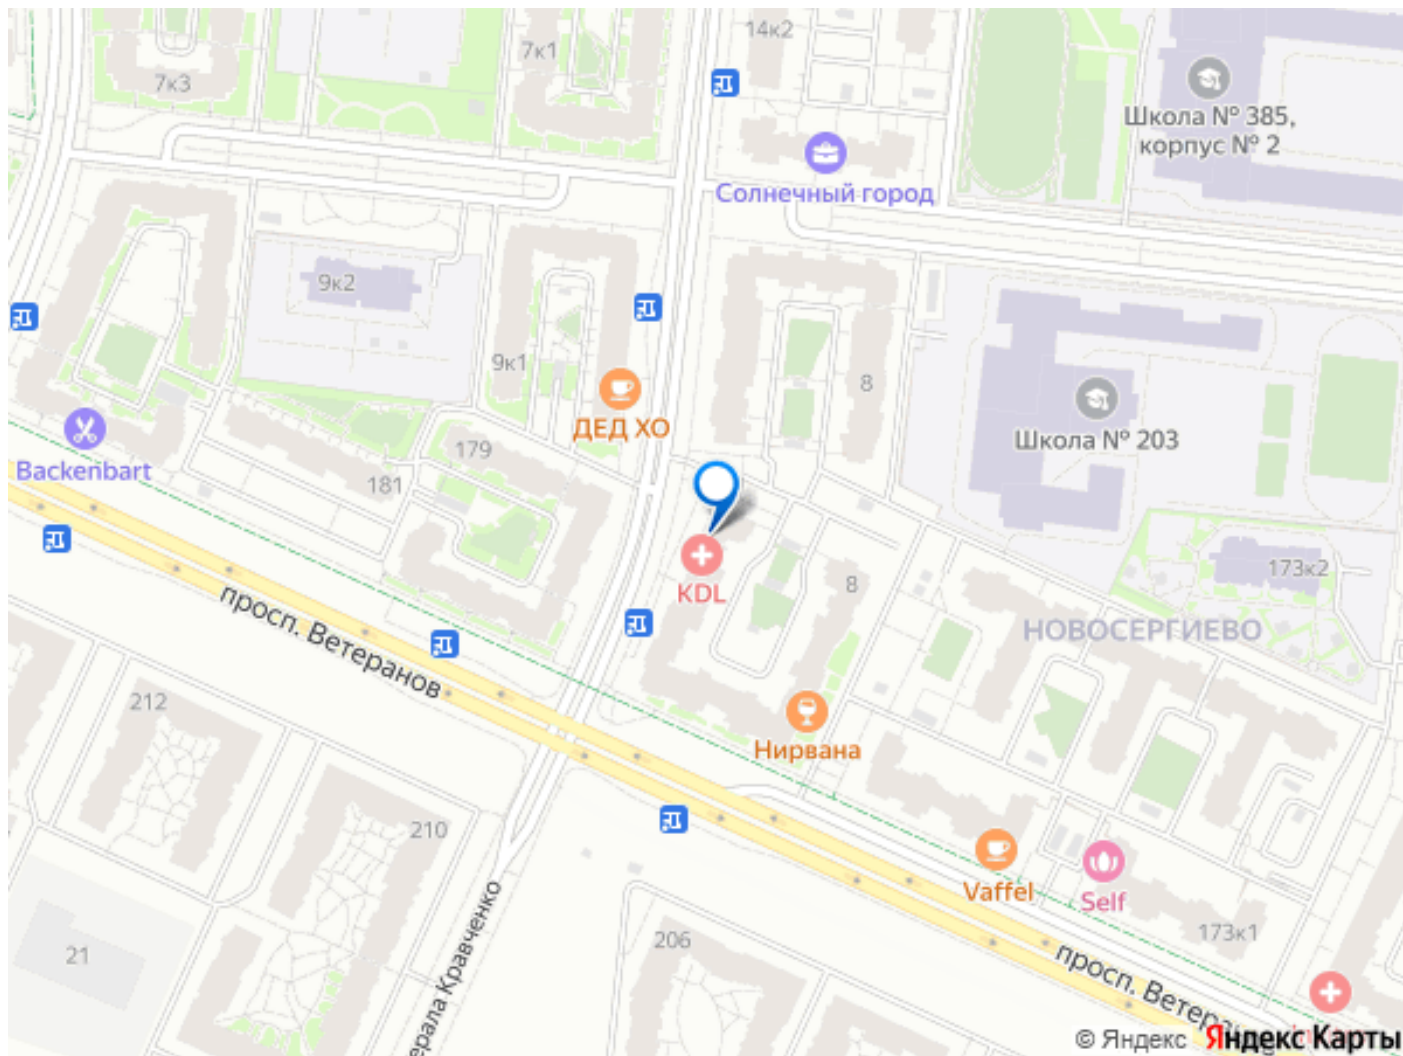 14к2
7к1
7к3
Школа № 385,
корпус № 2
Солнечный город
9к2
9к1
8
ДЕД ХО
Школа № 203
179
Backenbart
181
173к2
8
KDL
просп. Ветеранов
НОВОСЕРГИЕВО
212
Нирвана
210
Vaffel
Self
173к1
206
21
ерала Кравченко
просп. Ветеран
© Яндекс Яндекс Карты